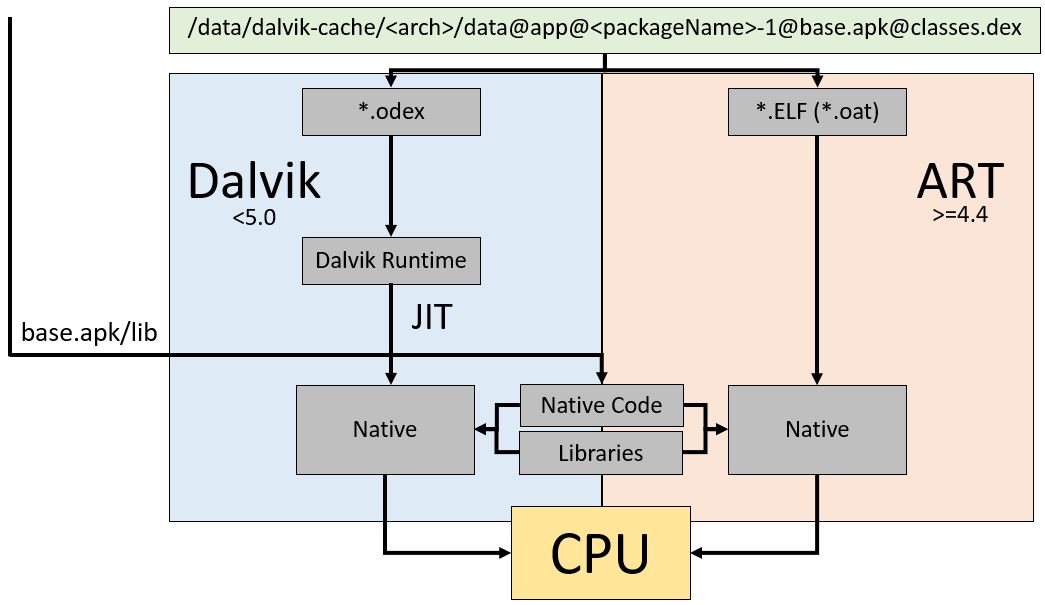 /data/dalvik-cache/<arch>/data@app@<packageName>-1@base.apk@classes.dex
*.odex
*.ELF (*.oat)
Dalvik
<5.0
ART
>=4.4
Dalvik Runtime
JIT
base.apk/lib
Native
Native Code
Libraries
Native
CPU